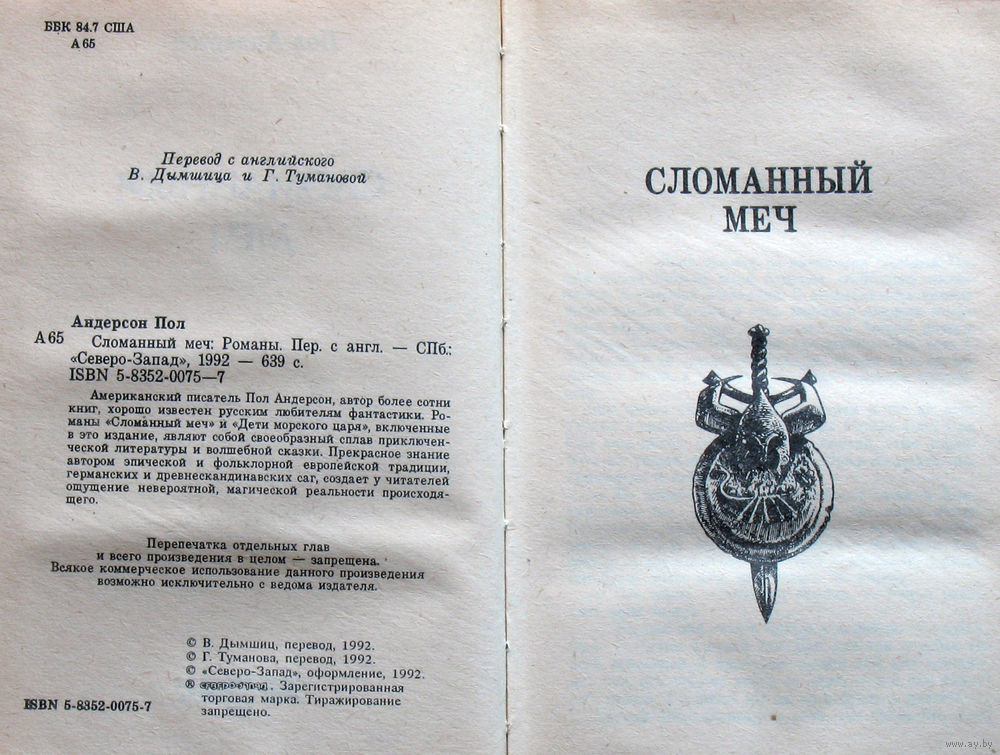 ББК 84.7 США
А 65
Перевод с английского
В. Дымшица и Г. Тумановой
Андерсон Пол
А 65
Сломанный меч: Романы. Пер. с англ. — СПб.:
«Северо-Запад», 1992 — 639 с.
ISBN 5-8352-0075—7
Американский писатель Пол Андерсон, автор более сотни
книг, хорошо известен русским любителям фантастики. Ро-
маны «Сломанный меч» и «Дети морского царя», включенные
в это издание, являют собой своеобразный сплав приключен-
ческой литературы и волшебной сказки. Прекрасное знание
автором эпической и фольклорной европейской традиции,
германских и древнескандинавских саг, создает у читателей
ощущение невероятной, магической реальности происходя-
щего.
Перепечатка отдельных глав
и всего произведения в целом — запрещена.
Всякое коммерческое использование данного произведения
возможно исключительно с ведома издателя.
© В. Дымшиц, перевод, 1992.
© Г. Туманова, перевод, 1992.
© «Северо-Запад», оформление, 1992.
® . Зарегистрированная
торговая марка. Тиражирование
запрещено.
ISBN 5-8352-0075-7
СЛОМАННЫЙ
МЕЧ
www.ay.by